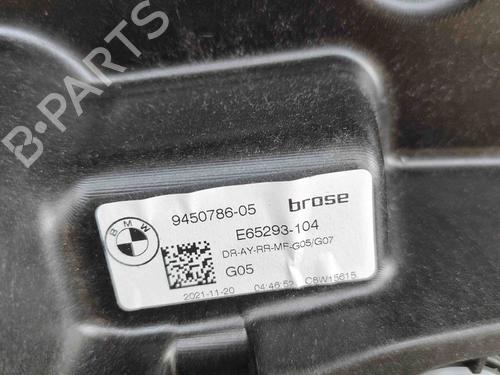 B-PARTS
9450786-05 brose
E65293-104
DR-AY-RR-MF-G05/G07
G05
2021-11-20 04:46:52 C8W15615